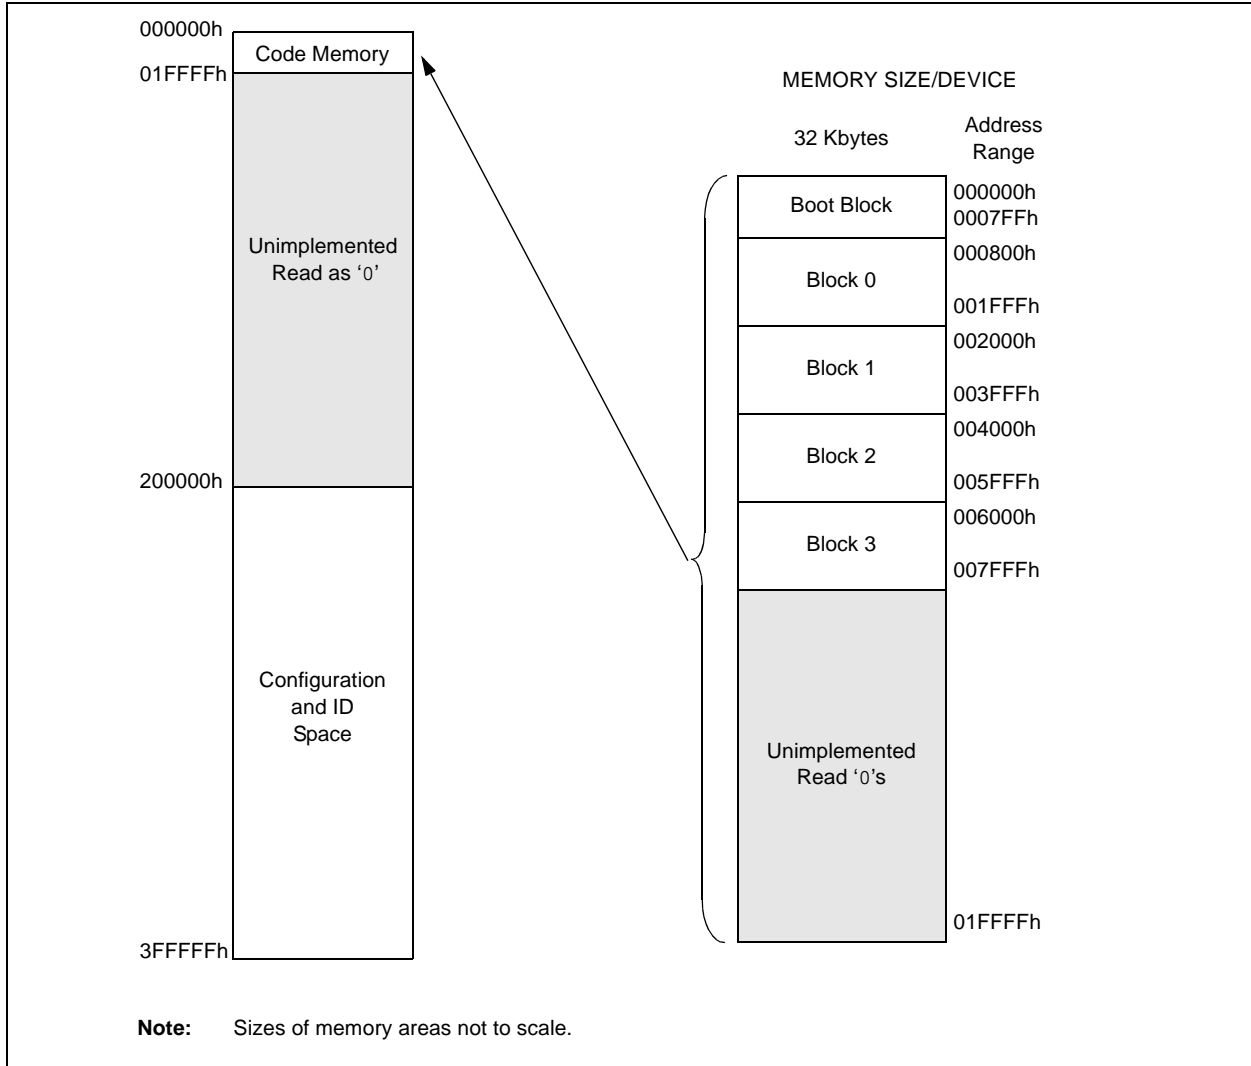 000000h
Code Memory
01FFFFh
Unimplemented
Read as ‘0’
200000h
Configuration
and ID
Space
3FFFFFh
MEMORY SIZE/DEVICE
32 Kbytes
Address
Range
Boot Block
000000h
0007FFh
Block 0
000800h
001FFFh
Block 1
002000h
003FFFh
Block 2
004000h
005FFFh
Block 3
006000h
007FFFh
Unimplemented
Read ‘0’s
01FFFFh
Note: Sizes of memory areas not to scale.